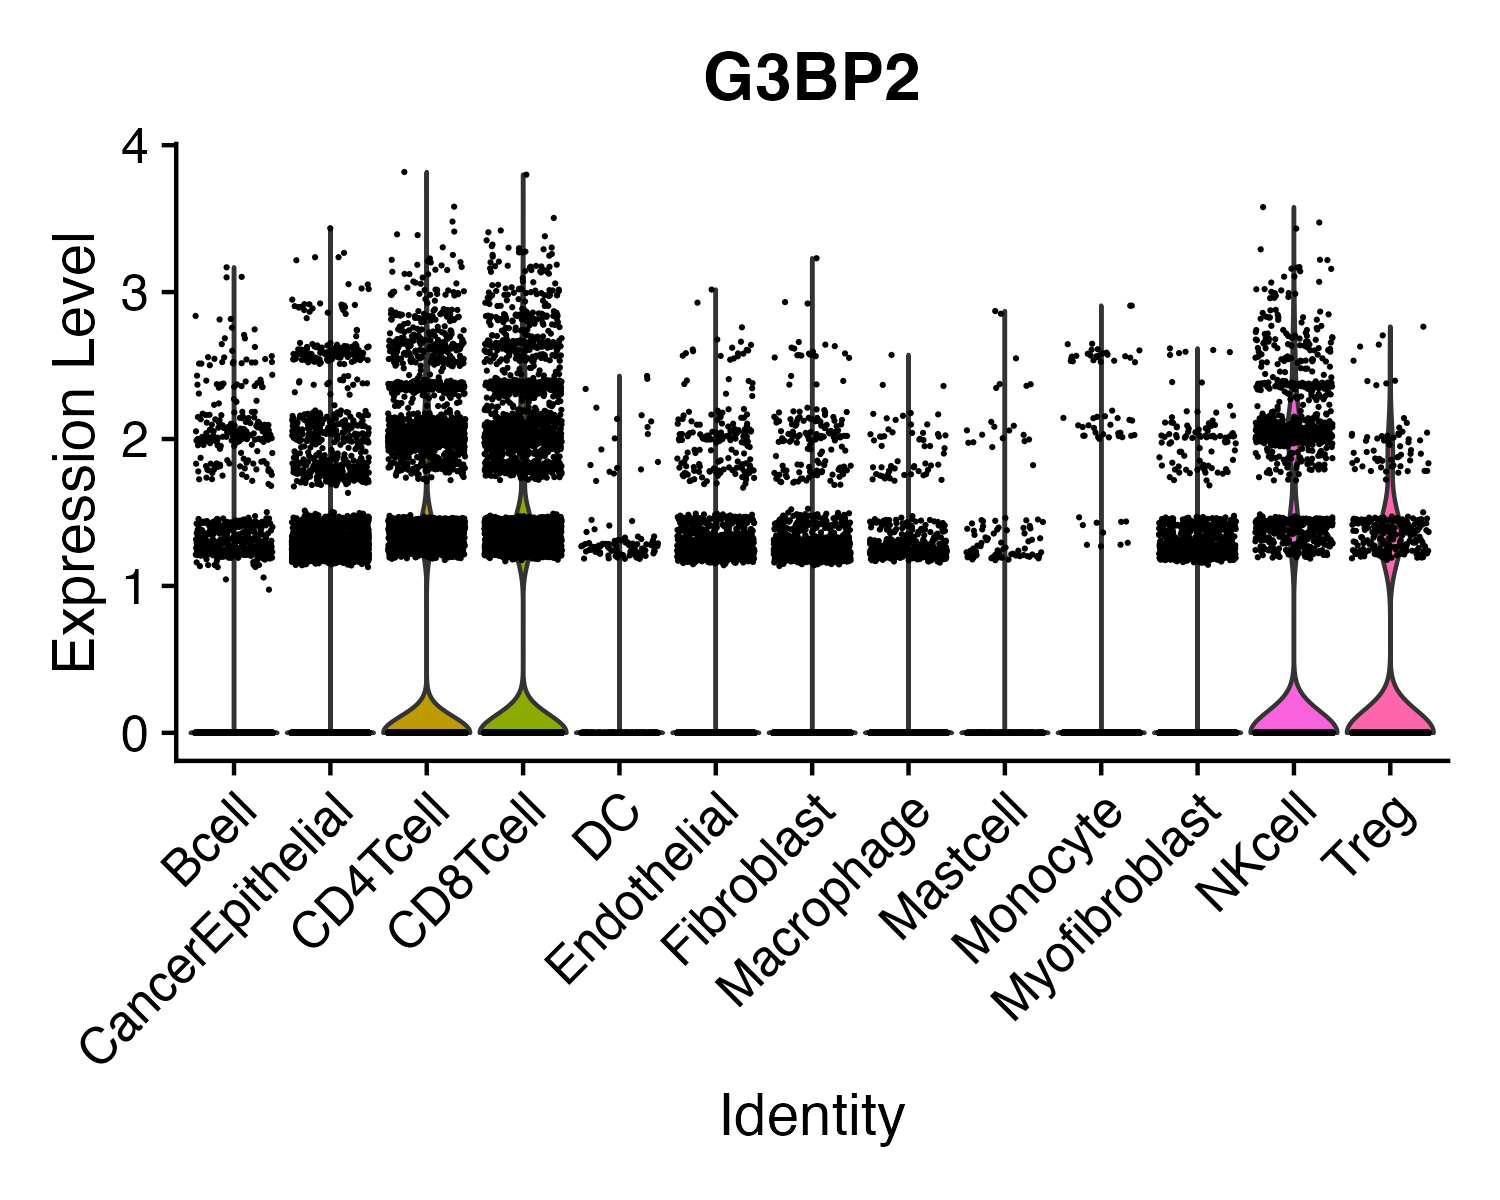 G3BP2
Expression Level
4
3
2
1
0
Bcell
CancerEpithelial
CD4Tcell
CD8Tcell
DC
Endothelial
Fibroblast
Macrophage
Mastcell
Monocyte
Myofibroblast
NKcell
Treg
Identity